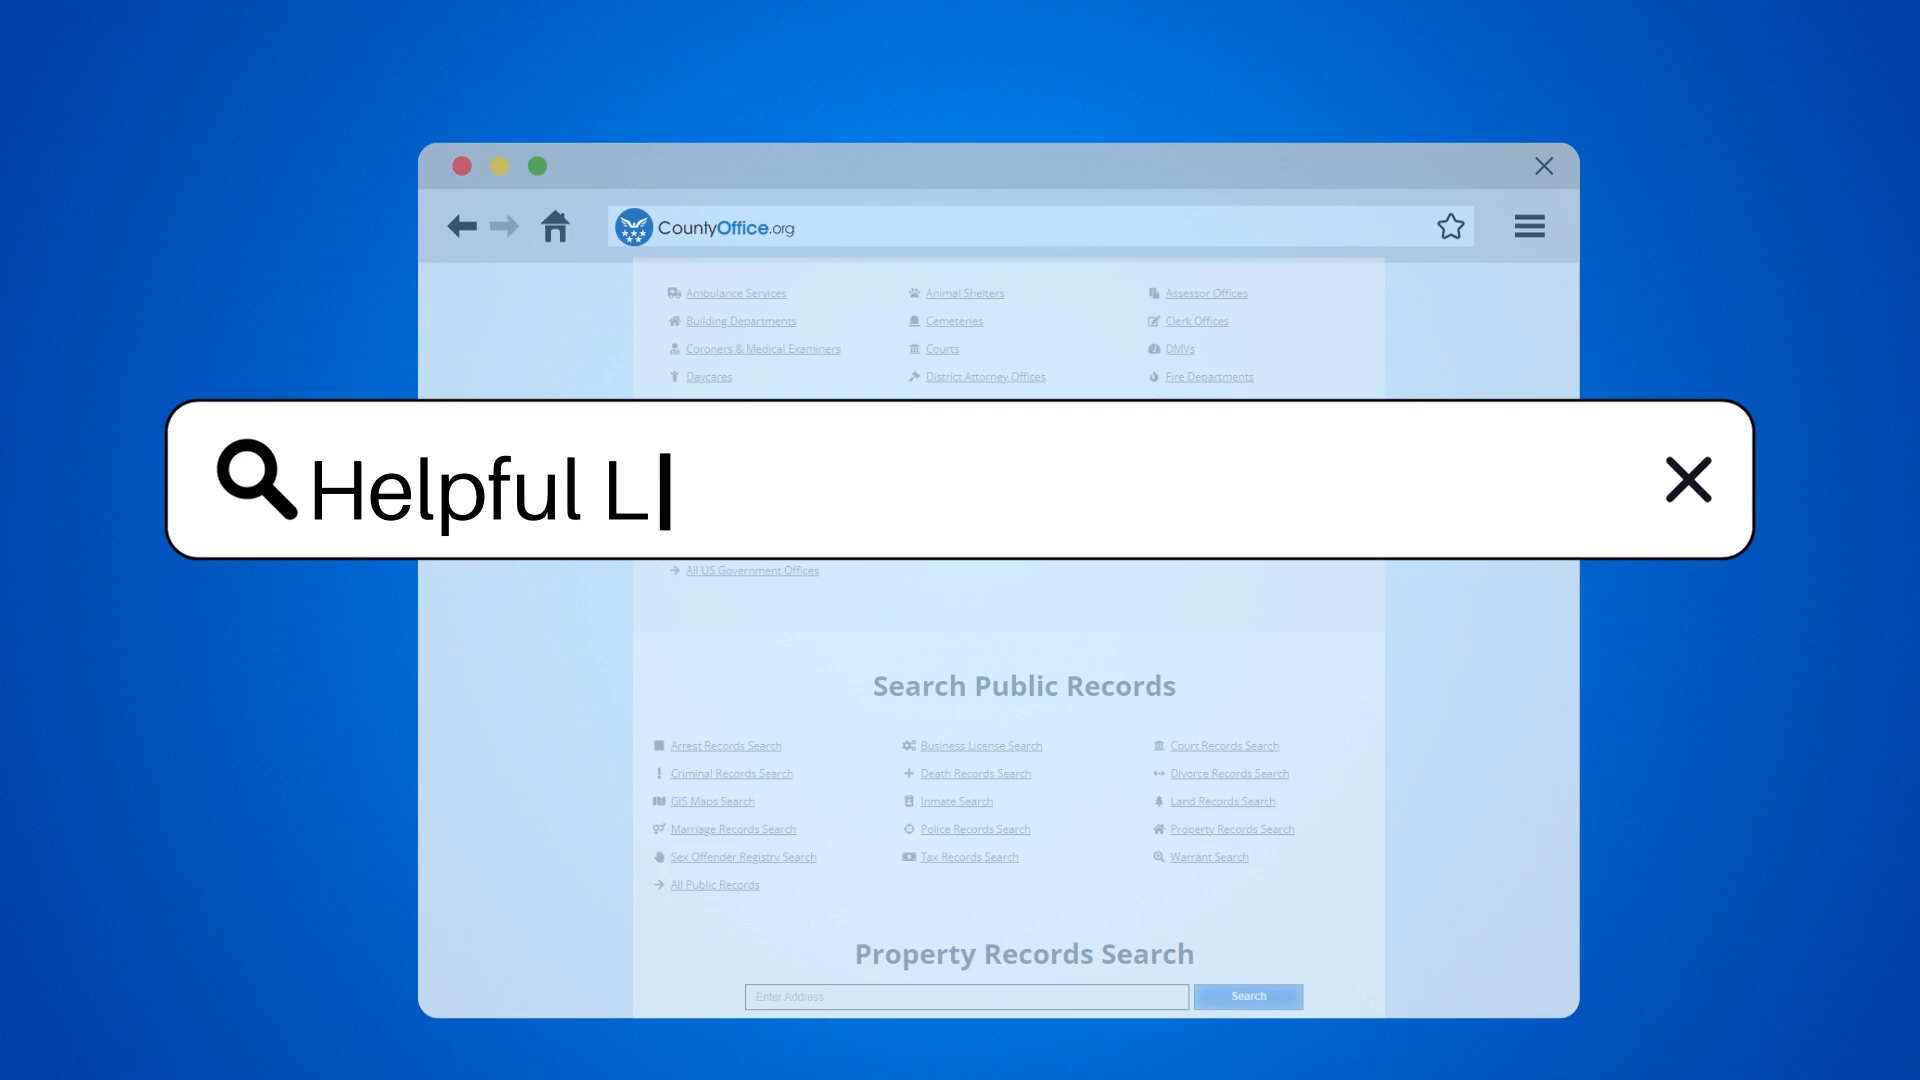 CountyOffice.org
Ambulance Services Animal Shelters Assessor Offices
Building Departments Cemeteries Clerk Offices
Coroners & Medical Examiners Courts DMVs
Daycares District Attorney Offices Fire Departments
Helpful L
All US Government Offices
Search Public Records
Arrest Records Search Business License Search Court Records Search
Criminal Records Search Death Records Search Divorce Records Search
GIS Maps Search Inmate Search Land Records Search
Marriage Records Search Police Records Search Property Records Search
Sex Offender Registry Search Tax Records Search Warrant Search
All Public Records
Property Records Search
Enter Address Search